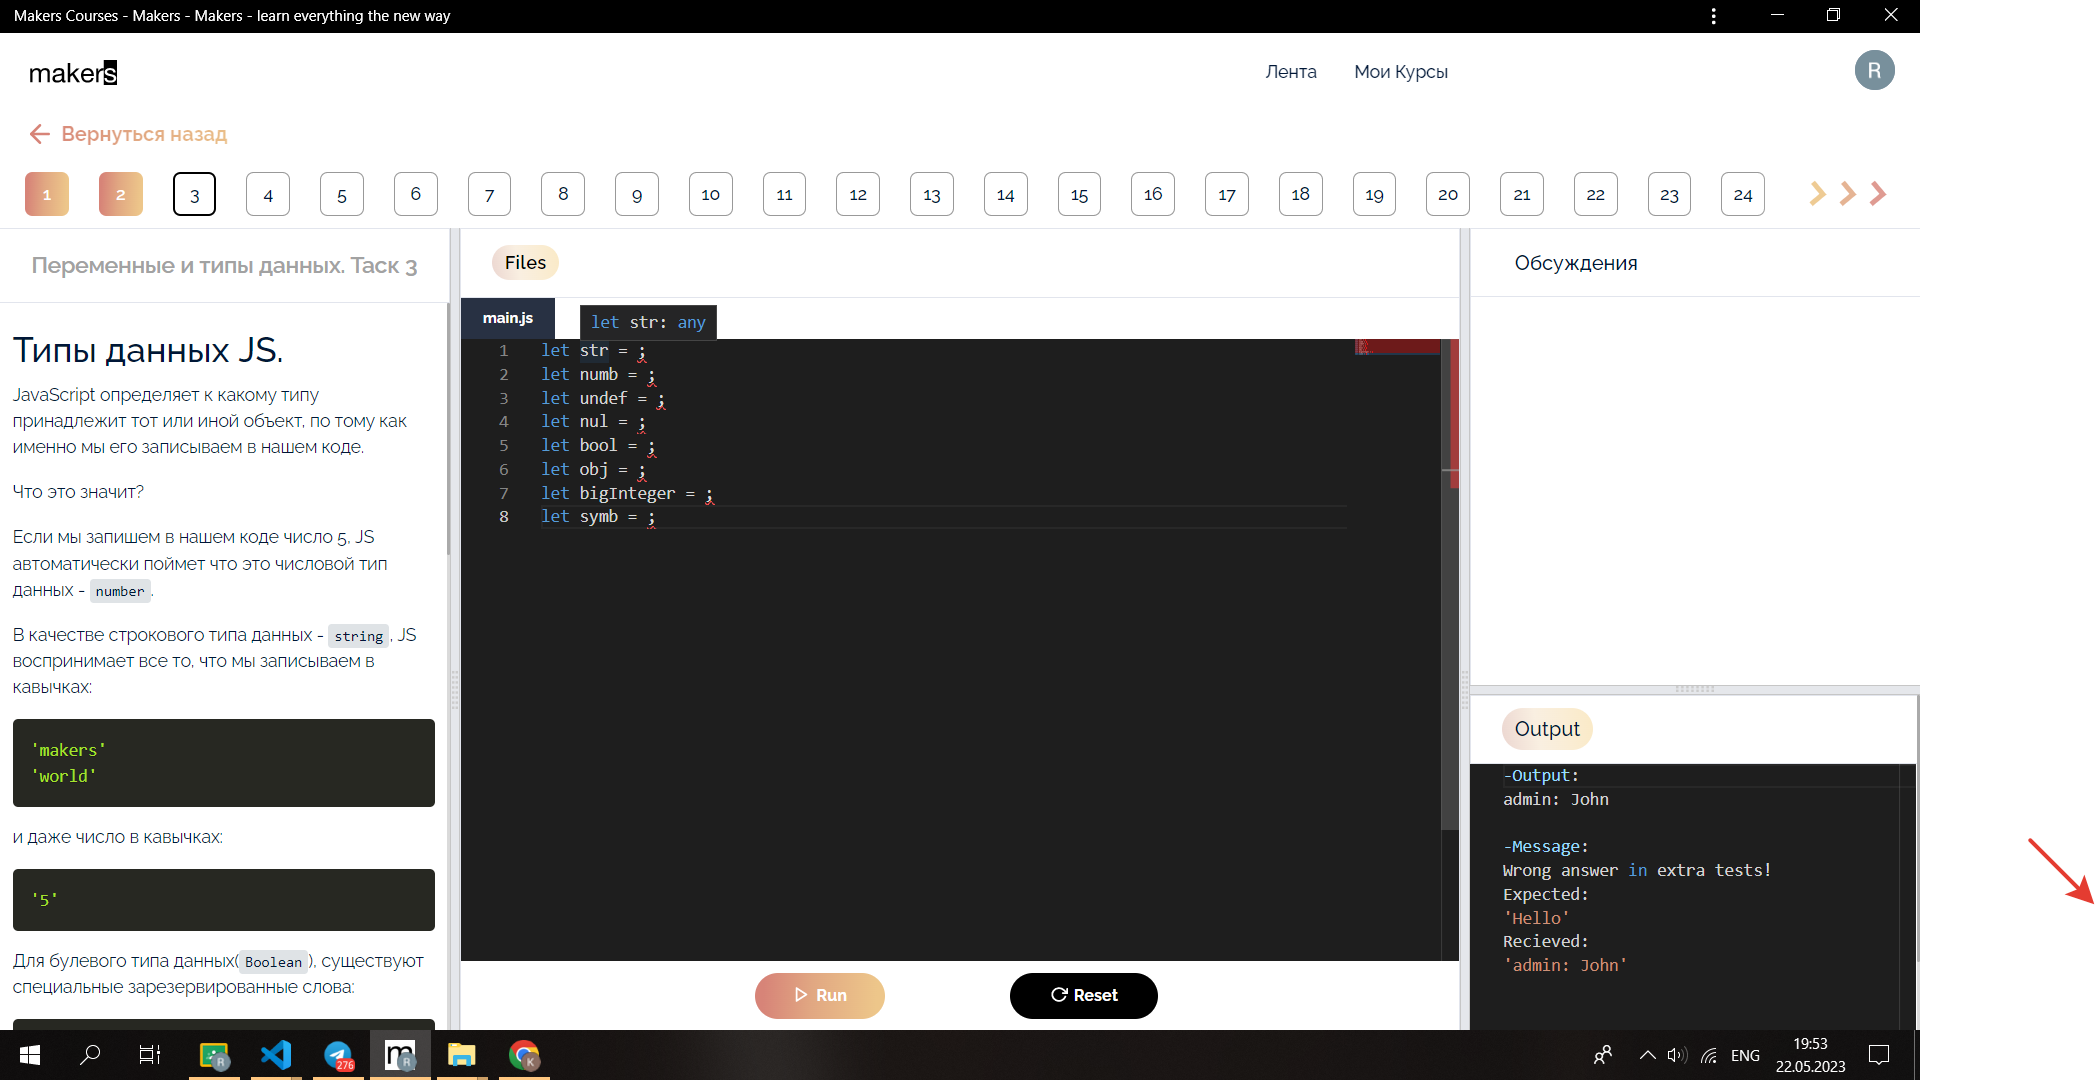 Makers Courses - Makers - Makers - learn everything the new way
makers
Лента
Мои Курсы
R
Вернуться назад
1 2 3 4 5 6 7 8 9 10 11 12 13 14 15 16 17 18 19 20 21 22 23 24
Переменные и типы данных. Таск 3
Типы данных JS.
JavaScript определяет к какому типу
принадлежит тот или иной объект, по тому как
именно мы его записываем в нашем коде.
Что это значит?
Если мы запишем в нашем коде число 5, JS
автоматически поймет что это числовой тип
данных - number.
В качестве строкового типа данных - string, JS
воспринимает все то, что мы записываем в
кавычках:
'makers'
'world'
и даже число в кавычках:
'5'
Для булевого типа данных(Boolean), существуют
специальные зарезервированные слова:
Files
main.js
let str: any
1 let str = ;
2 let numb = ;
3 let undef = ;
4 let nul = ;
5 let bool = ;
6 let obj = ;
7 let bigInteger = ;
8 let symb = ;
Run
Reset
Обсуждения
Output
-Output:
admin: John
-Message:
Wrong answer in extra tests!
Expected:
'Hello'
Recieved:
'admin: John'
R
276
m
R
K
ENG
19:53
22.05.2023